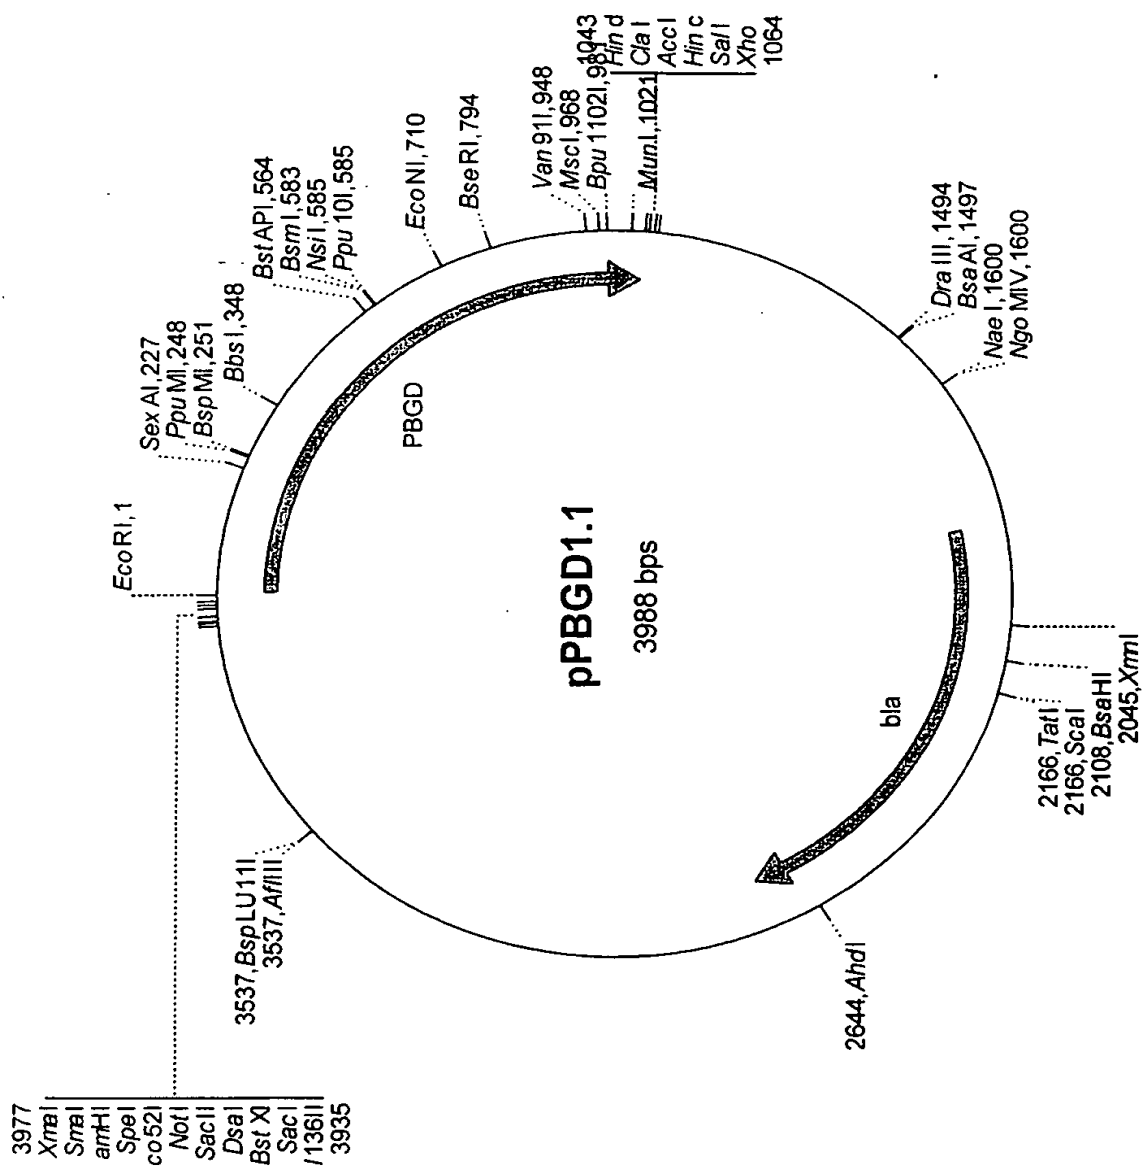 pPBGD1.1
3988 bps
PBGD
bla
EcoRI,1
SexAI,227
PpuMI,248
BspMI,251
BbsI,348
BstAPI,564
BsmI,583
NsiI,585
Ppu10I,585
EcoNI,710
BseRI,794
Van91I,948
MscI,968
Bpu1102I,981
MunI,1021
1043
Hind
ClaI
AccI
Hinc
SalI
Xho
1064
DraIII,1494
BsaAI,1497
NaeI,1600
NgoMIV,1600
2166,TatI
2166,ScaI
2108,BsaHI
2045,XmnI
2644,AhdI
3537,BspLU11I
3537,AflIII
3977
XmaI
SmaI
amHI
SpeI
co52I
NotI
SacII
DsaI
BstXI
SacI
I136II
3935